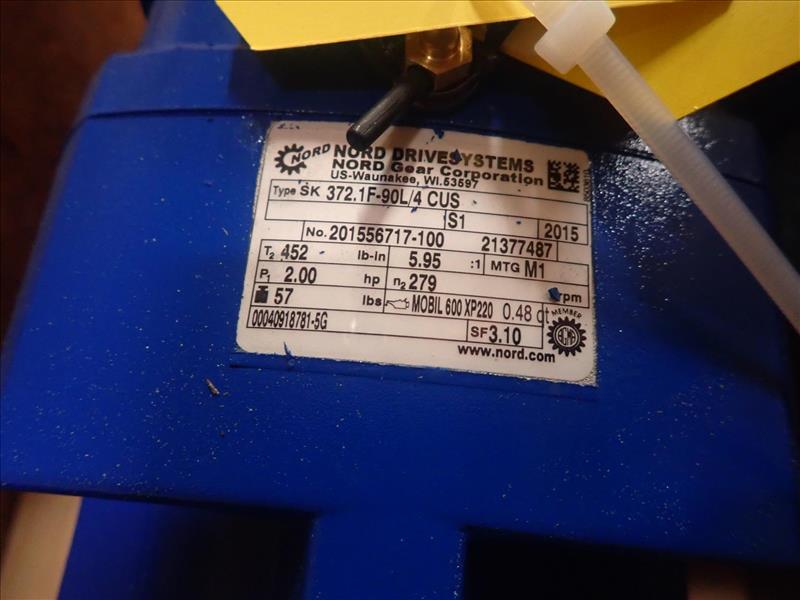 NORD NORD DRIVESYSTEMS
NORD Gear Corporation
US-Waunakee, WI.53597
Type SK 372.1F-90L/4 CUS
S1 2015
No. 201556717-100 21377487
T2 452 lb-in 5.95 :1 MTG M1
P1 2.00 hp n2 279 rpm
57 lbs MOBIL 600 XP220 0.48 qt
00040918781-5G SF 3.10
MEMBER
www.nord.com